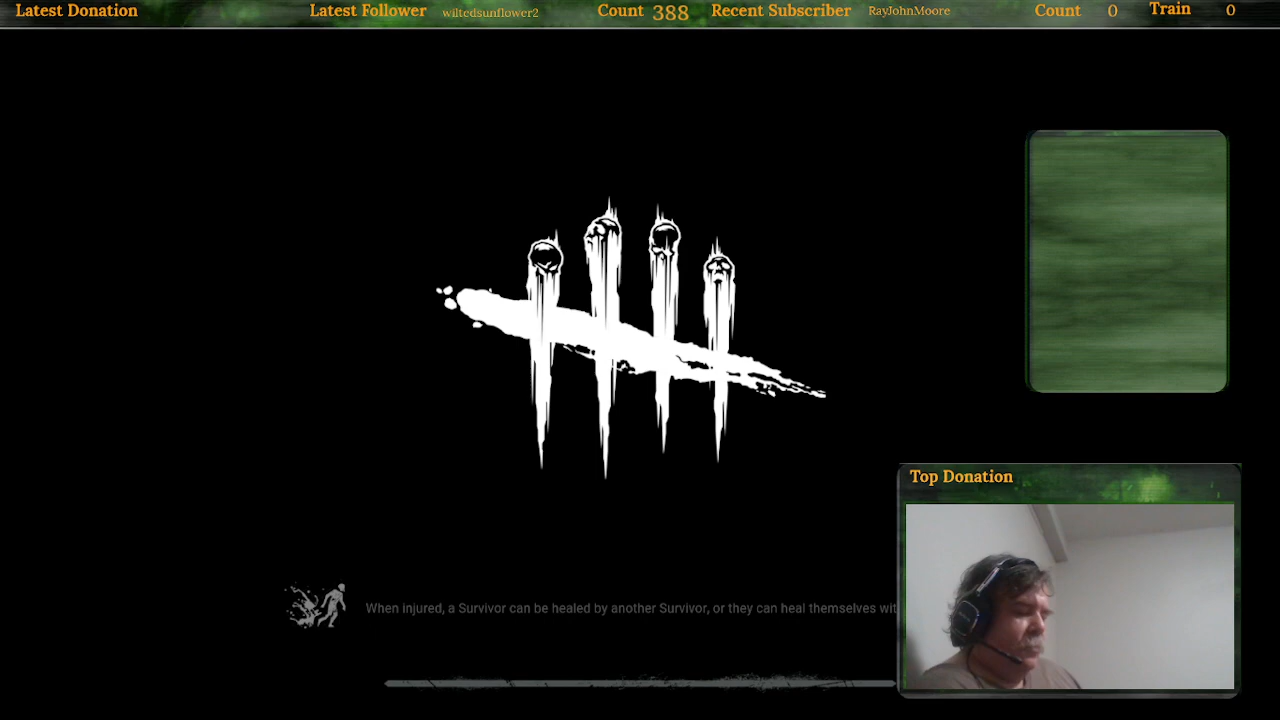 Latest Donation Latest Follower wiltedsunflower2 Count 388 Recent Subscriber RayJohnMoore Count 0 Train 0
Top Donation
When injured, a Survivor can be healed by another Survivor, or they can heal themselves wit